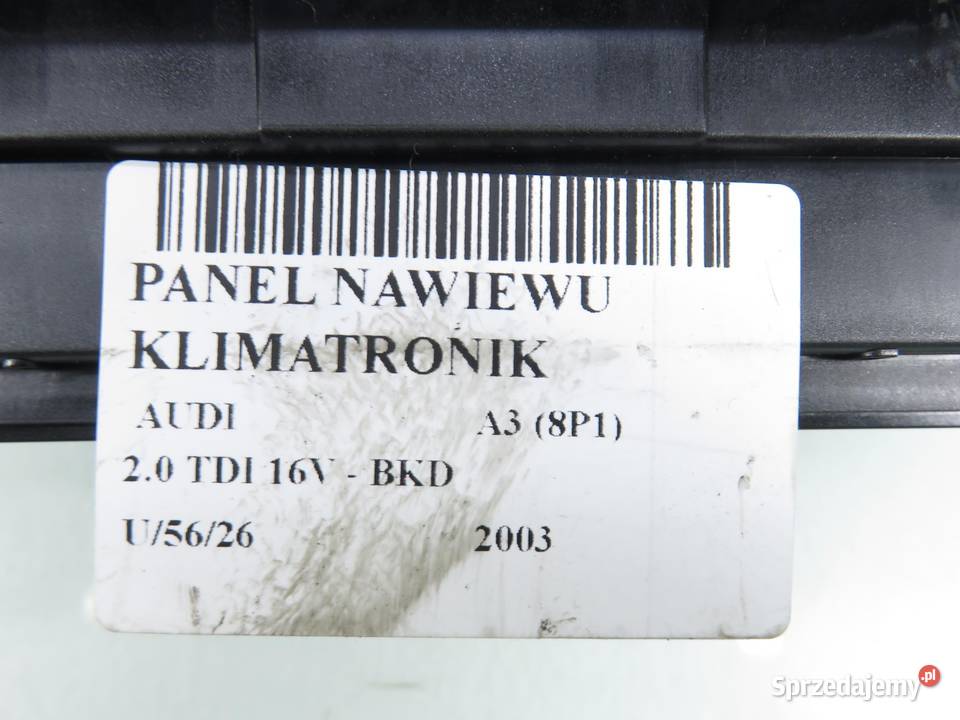 PANEL NAWIEWU
KLIMATRONIK
AUDI A3 (8P1)
2.0 TDI 16V - BKD
U/56/26 2003
Sprzedajemy.pl